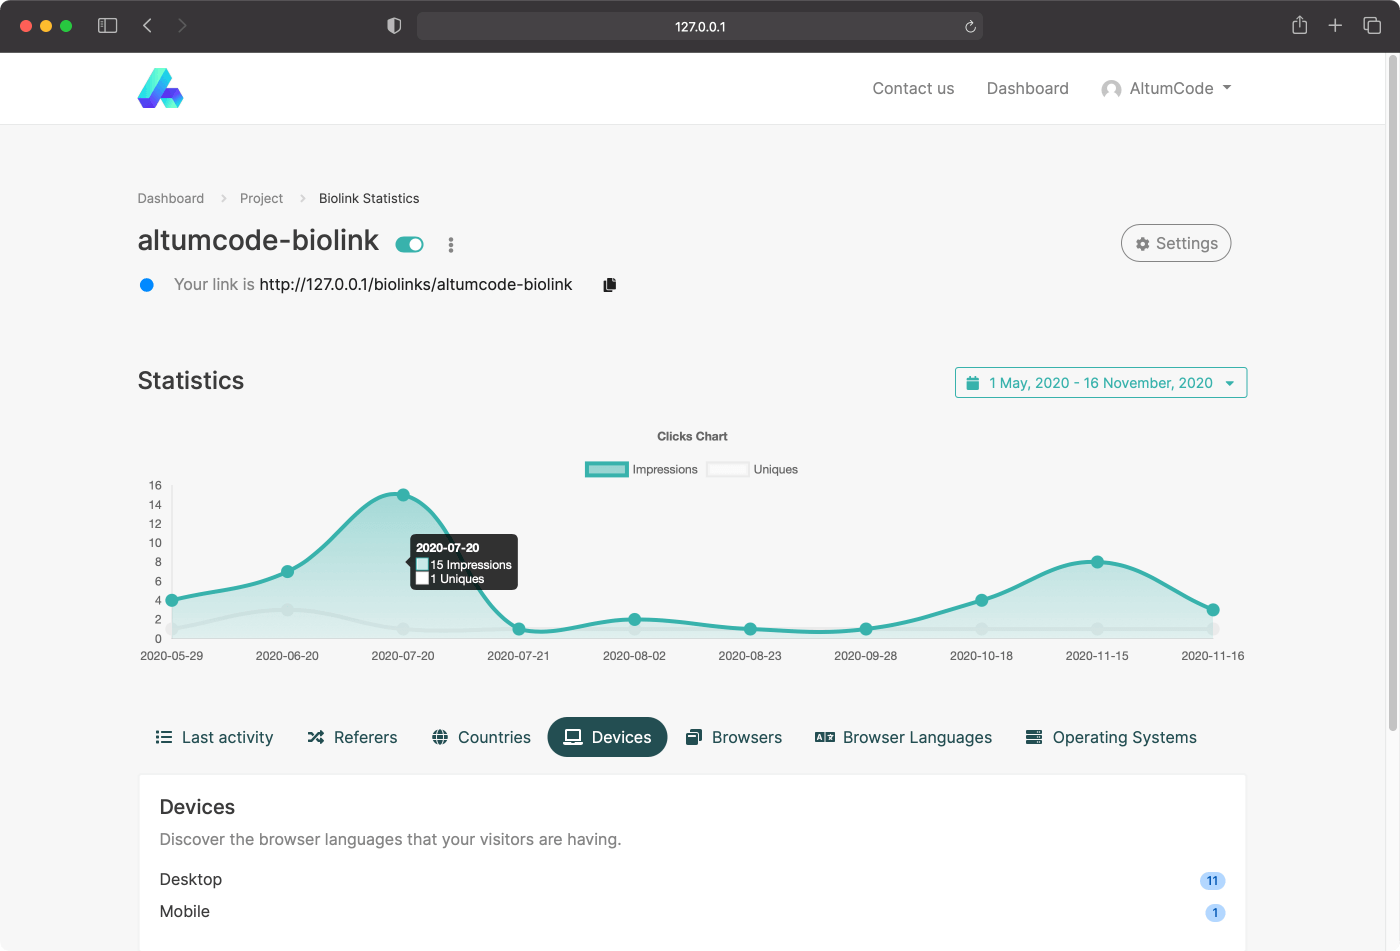 127.0.0.1
Contact us Dashboard AltumCode
Dashboard Project Biolink Statistics
altumcode-biolink
Settings
Your link is http://127.0.0.1/biolinks/altumcode-biolink
Statistics
1 May, 2020 - 16 November, 2020
Clicks Chart
Impressions Uniques
16
14
12
10
8
6
4
2
0
2020-07-20
15 Impressions
1 Uniques
2020-05-29 2020-06-20 2020-07-20 2020-07-21 2020-08-02 2020-08-23 2020-09-28 2020-10-18 2020-11-15 2020-11-16
Last activity Referers Countries Devices Browsers Browser Languages Operating Systems
Devices
Discover the browser languages that your visitors are having.
Desktop 11
Mobile 1